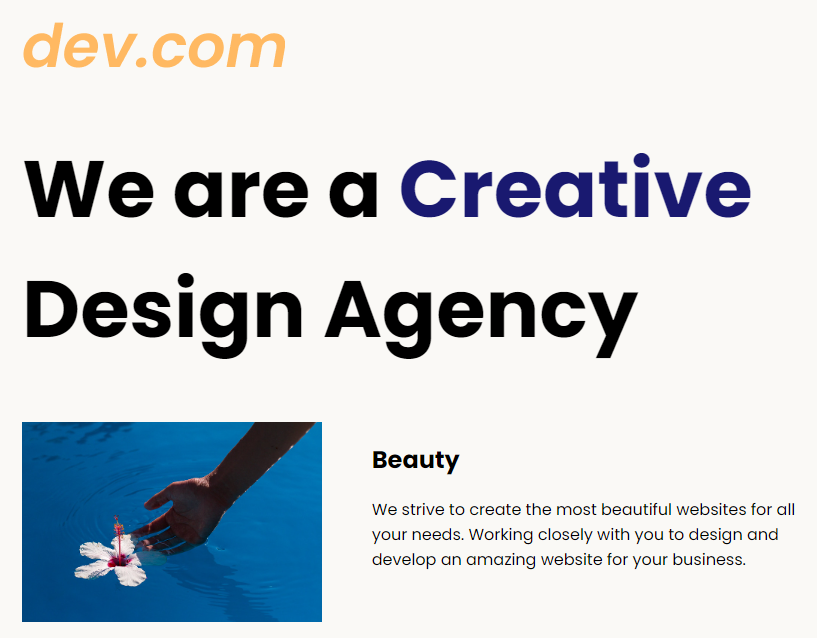 dev.com
We are a Creative
Design Agency
Beauty
We strive to create the most beautiful websites for all
your needs. Working closely with you to design and
develop an amazing website for your business.